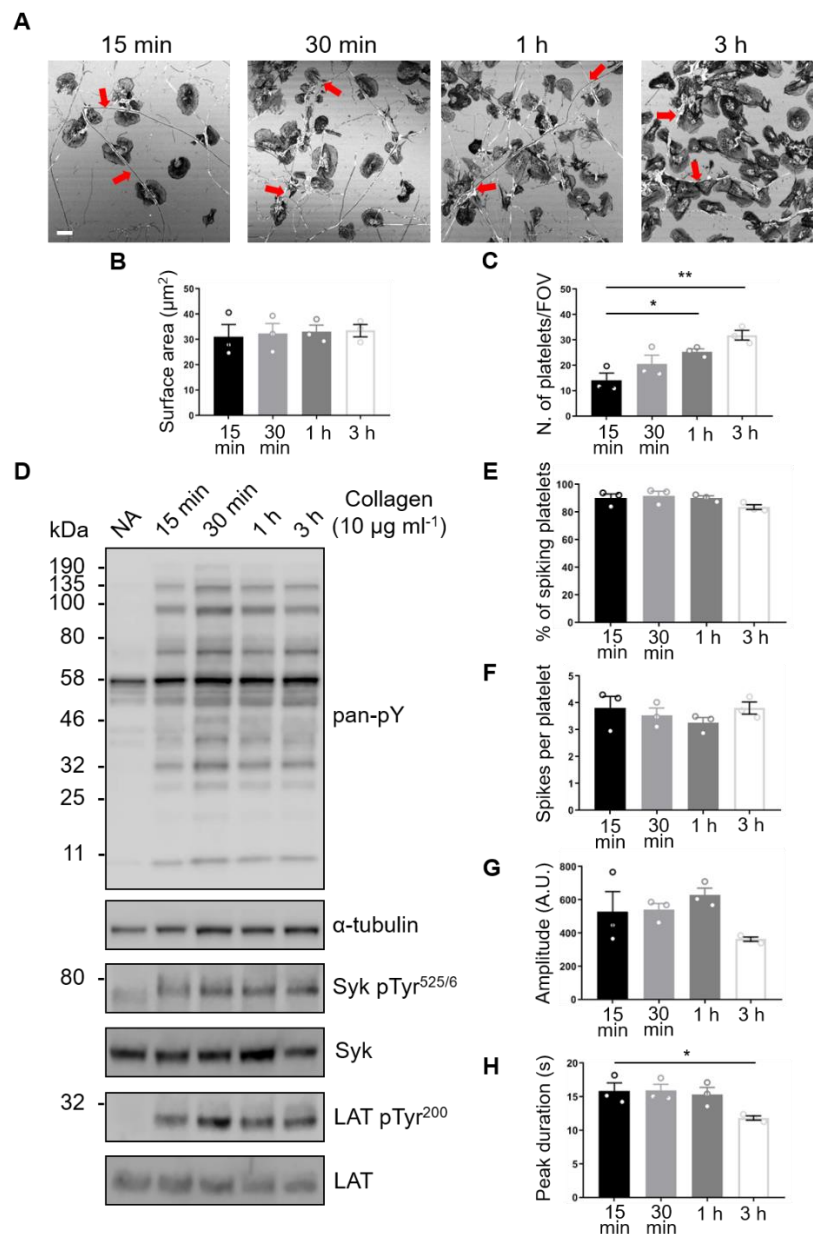 A
15 min
30 min
1 h
3 h
B
Surface area (µm²)
50
40
30
20
10
0
15 min
30 min
1 h
3 h
C
N. of platelets/FOV
50
40
30
20
10
0
*
**
15 min
30 min
1 h
3 h
D
kDa
NA
15 min
30 min
1 h
3 h
Collagen
(10 µg ml⁻¹)
190
135
100
80
58
46
32
25
11
pan-pY
α-tubulin
80
Syk pTyr⁵²⁵/⁶
Syk
32
LAT pTyr²⁰⁰
LAT
E
% of spiking platelets
100
80
60
40
20
0
15 min
30 min
1 h
3 h
F
Spikes per platelet
5
4
3
2
1
0
15 min
30 min
1 h
3 h
G
Amplitude (A.U.)
800
600
400
200
0
15 min
30 min
1 h
3 h
H
Peak duration (s)
20
15
10
5
0
*
15 min
30 min
1 h
3 h